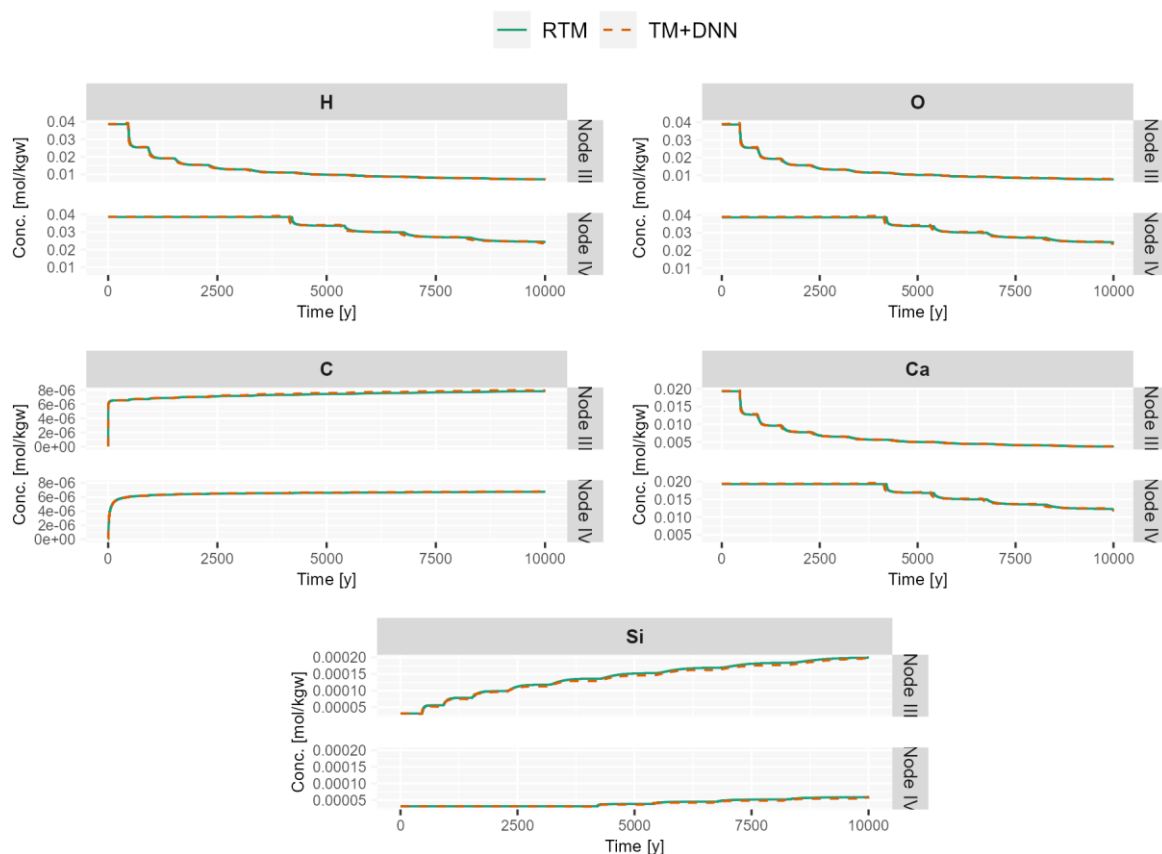 RTM TM+DNN
H
Conc. [mol/kgw]
0.04
0.03
0.02
0.01
Node III
0.04
0.03
0.02
0.01
Node IV
0 2500 5000 7500 10000
Time [y]
O
Conc. [mol/kgw]
0.04
0.03
0.02
0.01
Node III
0.04
0.03
0.02
0.01
Node IV
0 2500 5000 7500 10000
Time [y]
C
Conc. [mol/kgw]
8e-06
6e-06
4e-06
2e-06
0e+00
Node III
8e-06
6e-06
4e-06
2e-06
0e+00
Node IV
0 2500 5000 7500 10000
Time [y]
Ca
Conc. [mol/kgw]
0.020
0.015
0.010
0.005
Node III
0.020
0.015
0.010
0.005
Node IV
0 2500 5000 7500 10000
Time [y]
Si
Conc. [mol/kgw]
0.00020
0.00015
0.00010
0.00005
Node III
0.00020
0.00015
0.00010
0.00005
Node IV
0 2500 5000 7500 10000
Time [y]